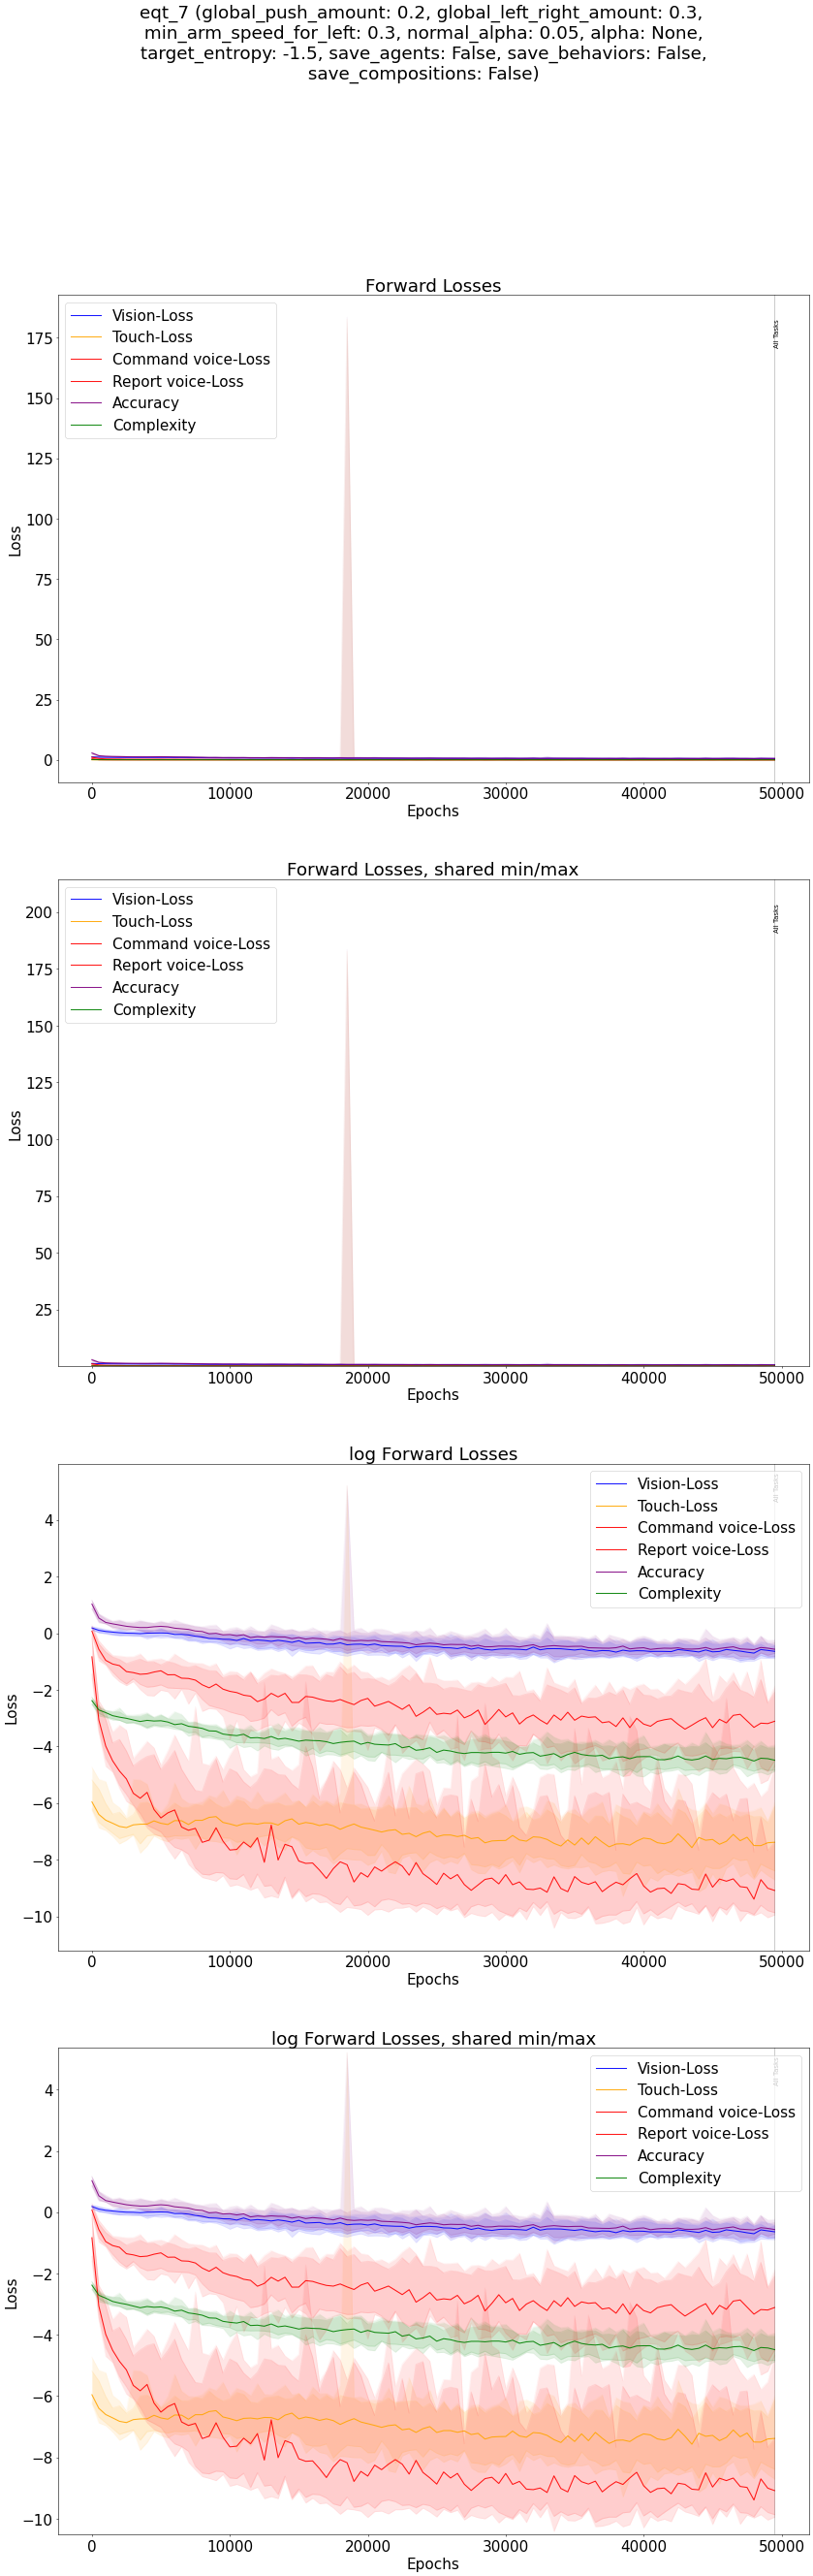 eqt_7 (global_push_amount: 0.2, global_left_right_amount: 0.3,
min_arm_speed_for_left: 0.3, normal_alpha: 0.05, alpha: None,
target_entropy: -1.5, save_agents: False, save_behaviors: False,
save_compositions: False)
Forward Losses
Vision-Loss
Touch-Loss
Command voice-Loss
Report voice-Loss
Accuracy
Complexity
All Tasks
175
150
125
100
75
50
25
0
Loss
0 10000 20000 30000 40000 50000
Epochs
Forward Losses, shared min/max
Vision-Loss
Touch-Loss
Command voice-Loss
Report voice-Loss
Accuracy
Complexity
All Tasks
200
175
150
125
100
75
50
25
Loss
0 10000 20000 30000 40000 50000
Epochs
log Forward Losses
Vision-Loss
Touch-Loss
Command voice-Loss
Report voice-Loss
Accuracy
Complexity
All Tasks
4
2
0
−2
−4
−6
−8
−10
Loss
0 10000 20000 30000 40000 50000
Epochs
log Forward Losses, shared min/max
Vision-Loss
Touch-Loss
Command voice-Loss
Report voice-Loss
Accuracy
Complexity
All Tasks
4
2
0
−2
−4
−6
−8
−10
Loss
0 10000 20000 30000 40000 50000
Epochs